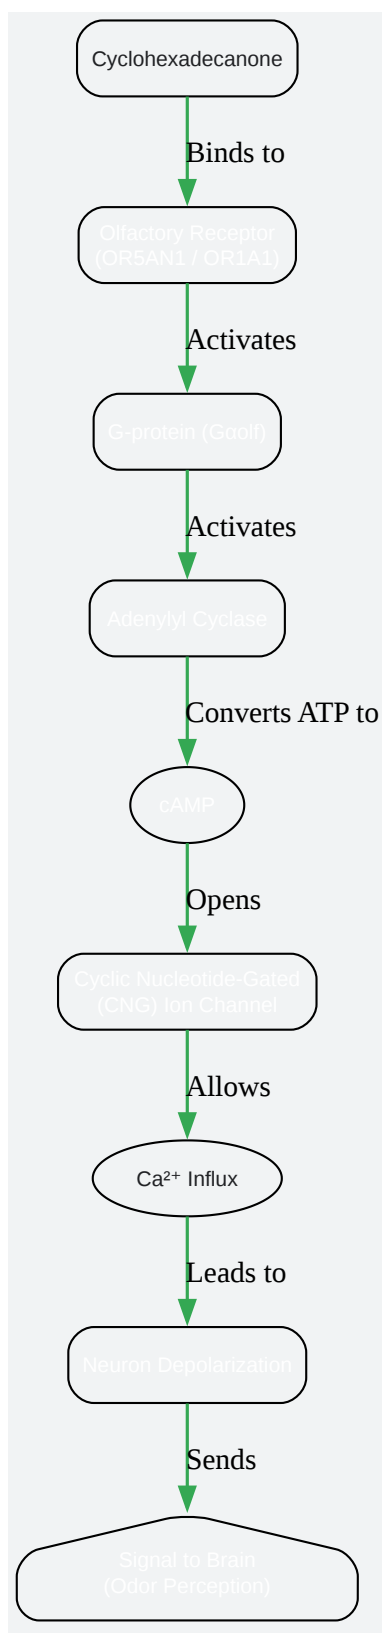 Cyclohexadecanone
Binds to
Olfactory Receptor
(OR5AN1 / OR1A1)
Activates
G-protein (Gαolf)
Activates
Adenylyl Cyclase
Converts ATP to
cAMP
Opens
Cyclic Nucleotide-Gated
(CNG) Ion Channel
Allows
Ca²⁺ Influx
Leads to
Neuron Depolarization
Sends
Signal to Brain
(Odor Perception)